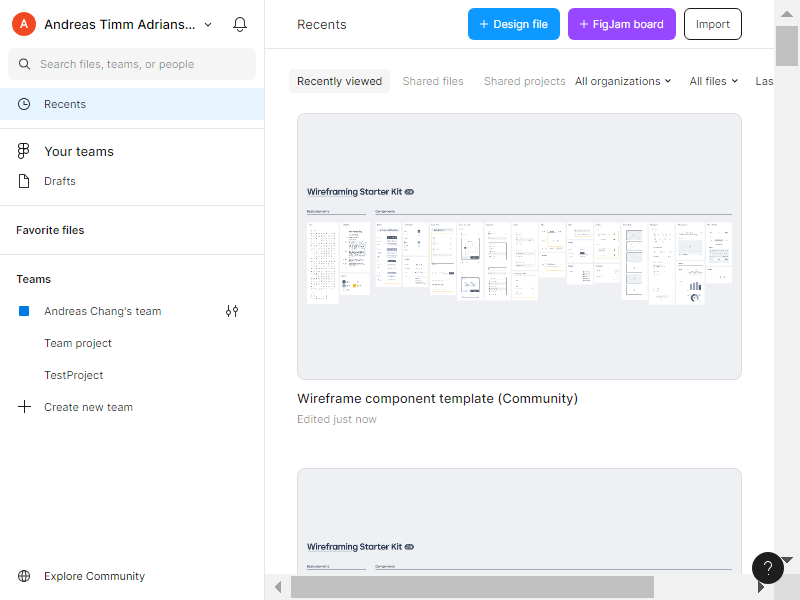 A
Andreas Timm Adrians...
Search files, teams, or people
Recents
Your teams
Drafts
Favorite files
Teams
Andreas Chang's team
Team project
TestProject
Create new team
Explore Community
Recents
+ Design file
+ FigJam board
Import
Recently viewed
Shared files
Shared projects
All organizations
All files
Las
Wireframing Starter Kit
Components
Wireframe component template (Community)
Edited just now
Wireframing Starter Kit
Components
?